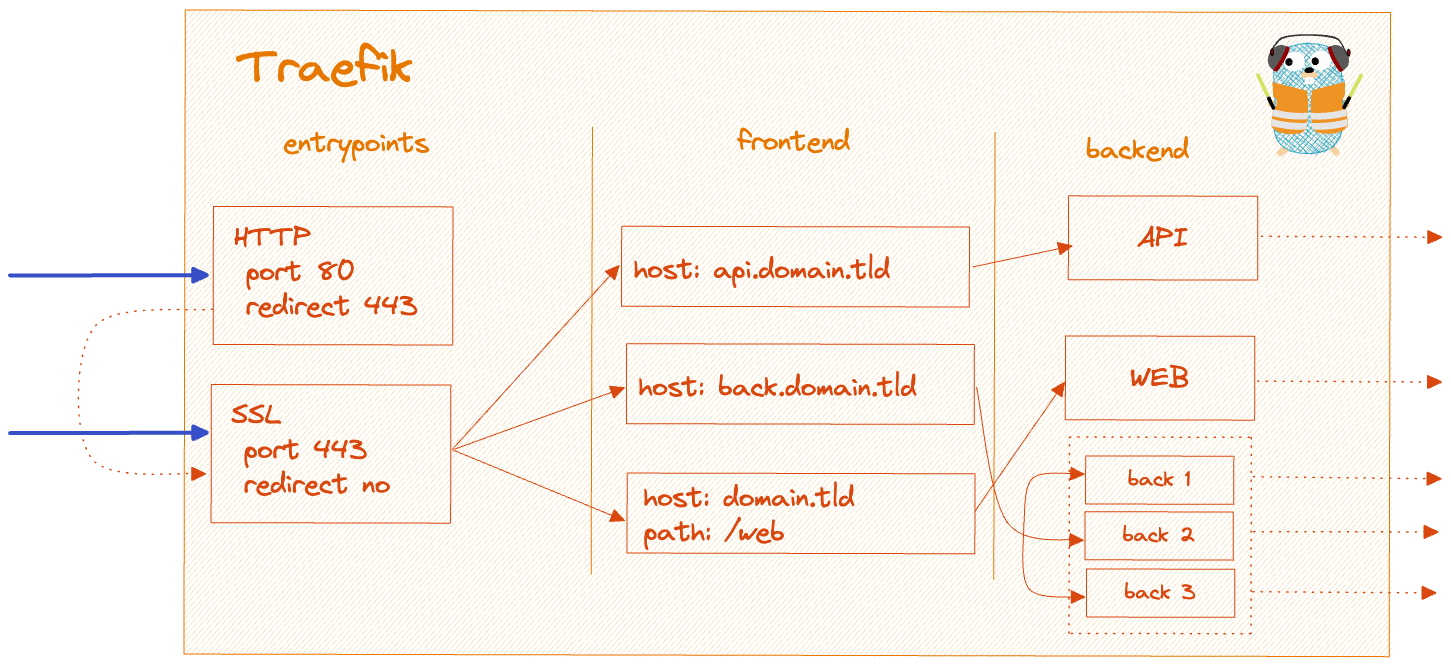 Traefik
entrypoints
frontend
backend
HTTP
port 80
redirect 443
SSL
port 443
redirect no
host: api.domain.tld
host: back.domain.tld
host: domain.tld
path: /web
API
WEB
back 1
back 2
back 3